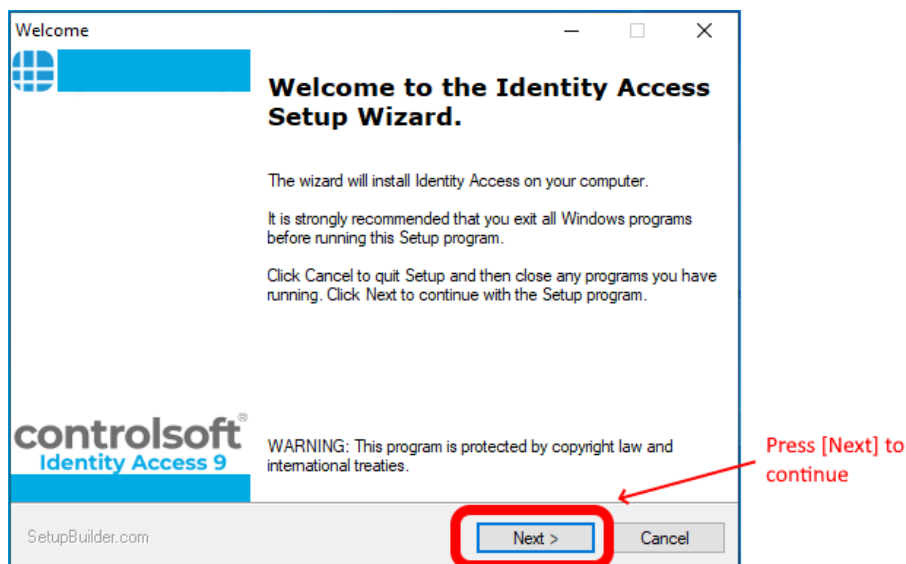 Welcome
Welcome to the Identity Access
Setup Wizard.
The wizard will install Identity Access on your computer.
It is strongly recommended that you exit all Windows programs
before running this Setup program.
Click Cancel to quit Setup and then close any programs you have
running. Click Next to continue with the Setup program.
controlsoft®
Identity Access 9
WARNING: This program is protected by copyright law and
international treaties.
Press [Next] to
continue
SetupBuilder.com
Next >
Cancel